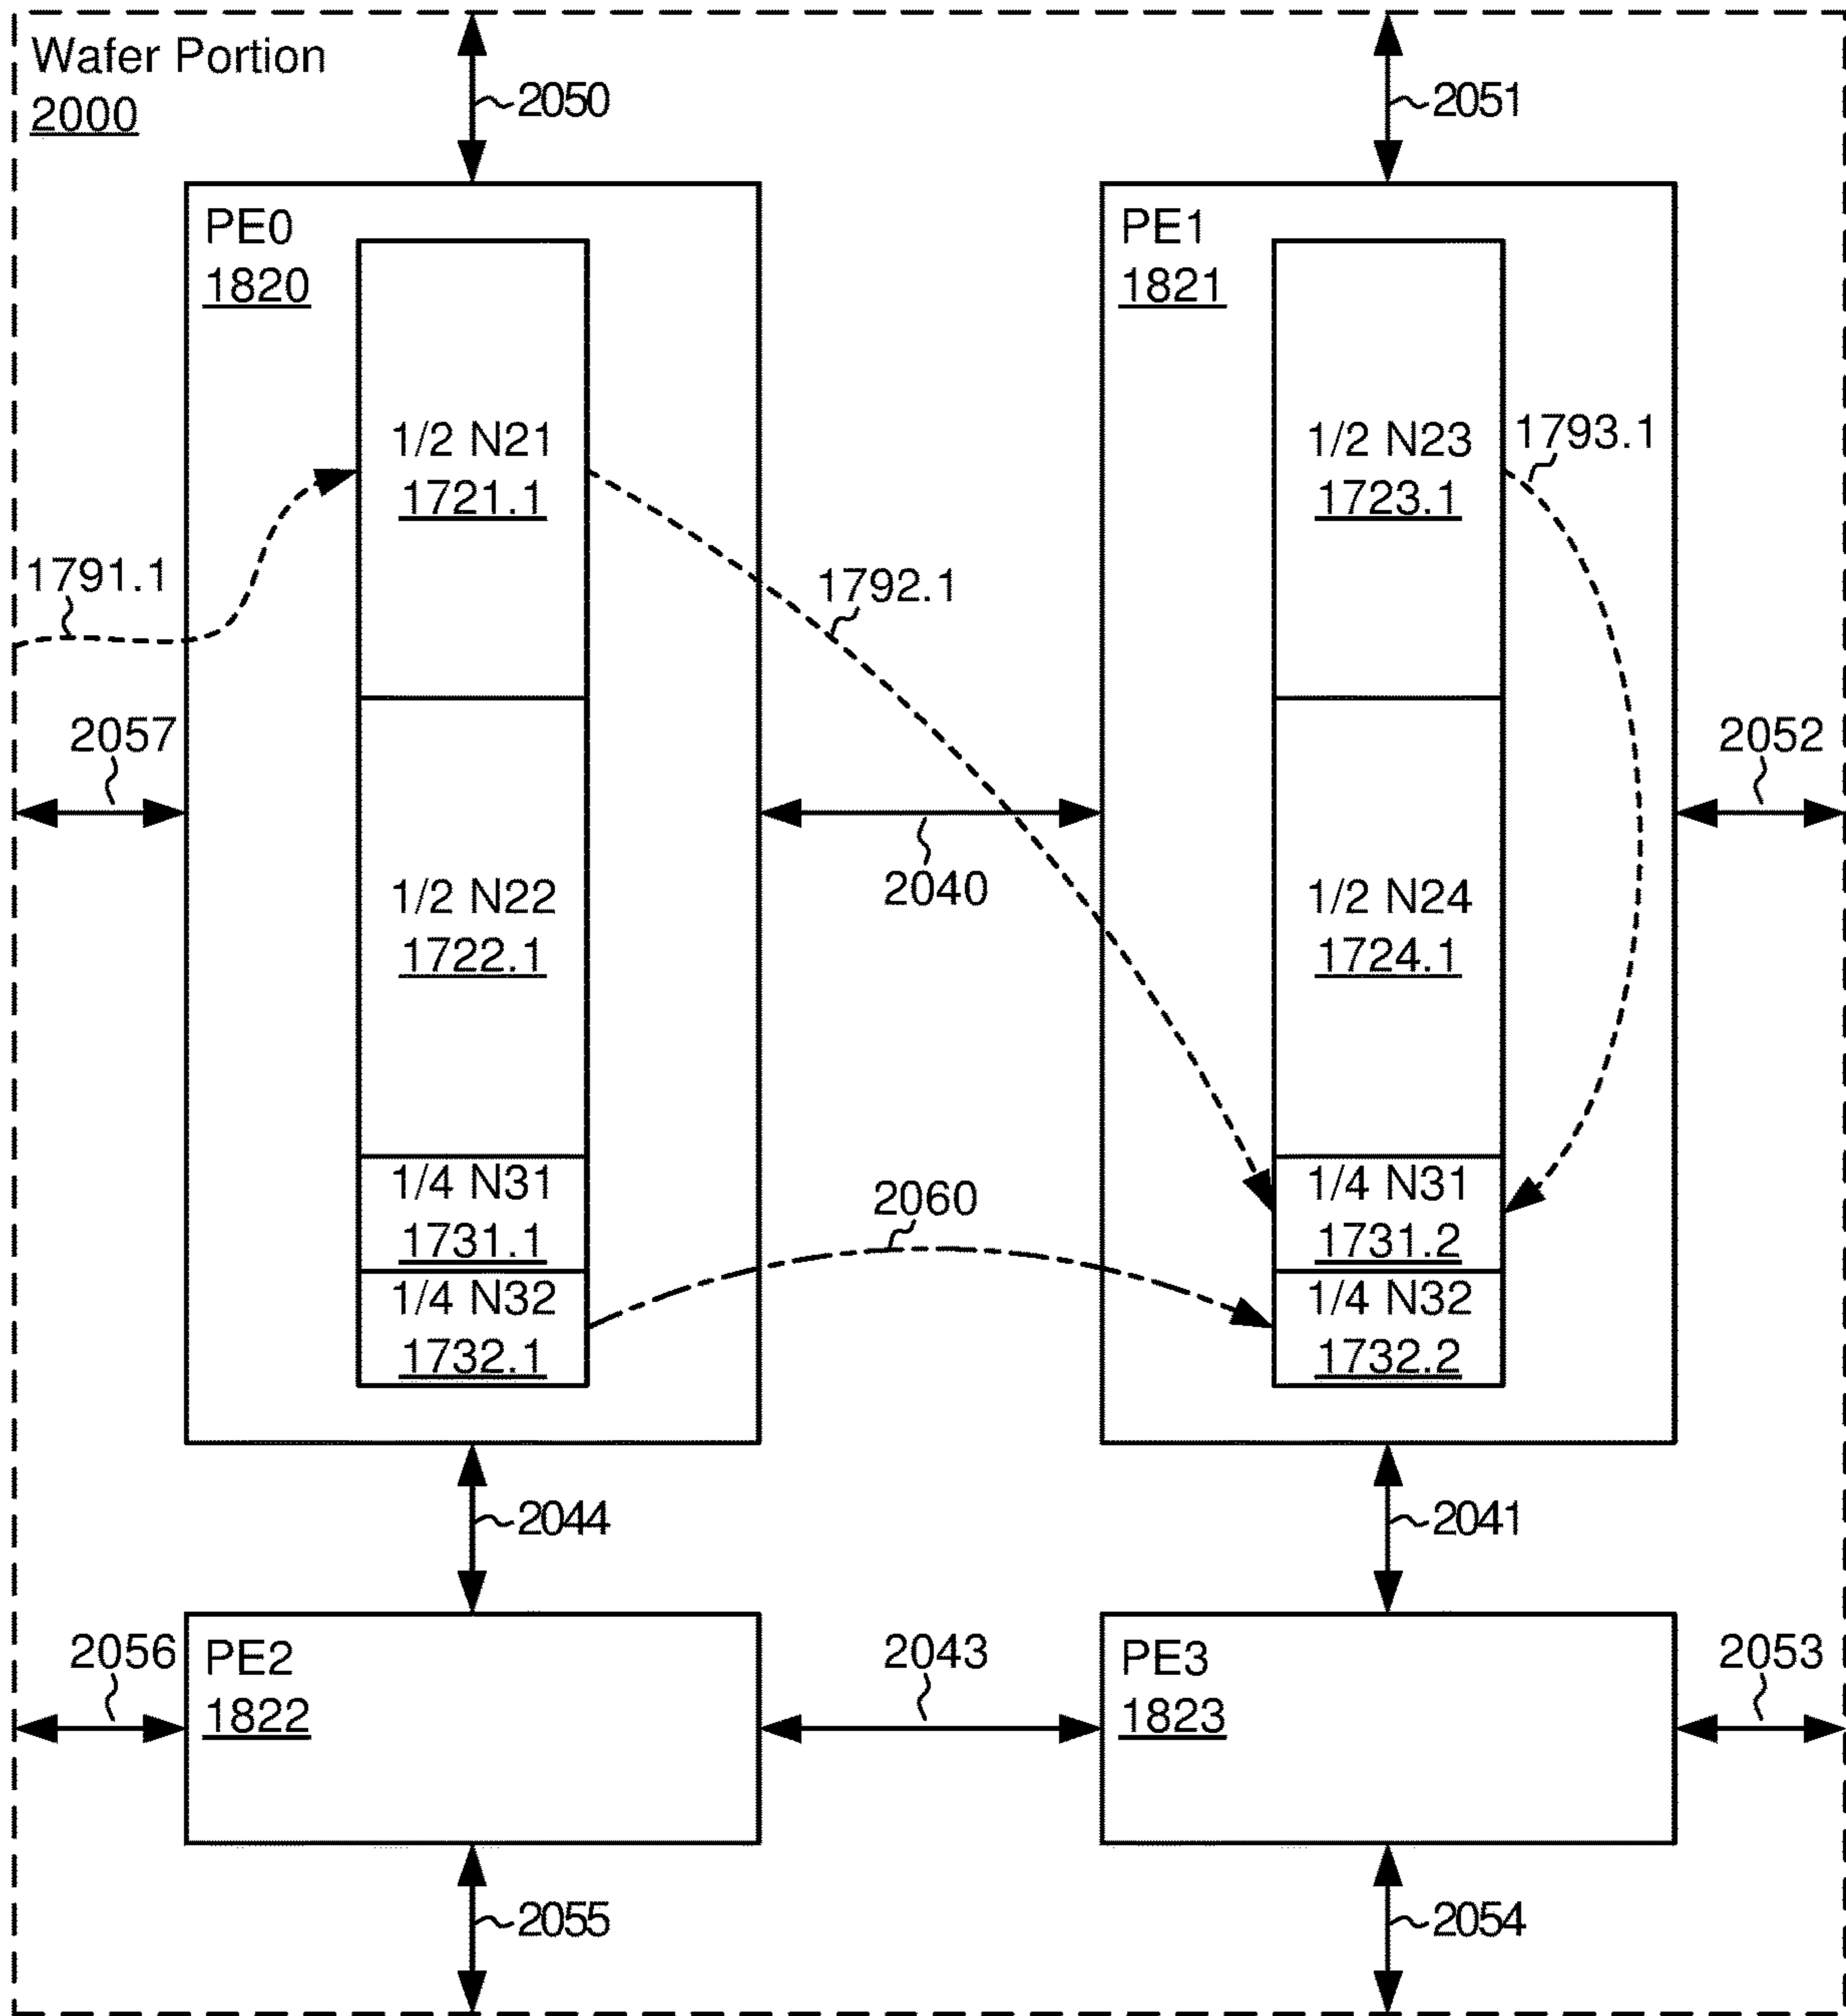 Wafer Portion
2000
2050
2051
PE0
1820
PE1
1821
1/2 N21
1721.1
1/2 N23
1723.1
1793.1
1791.1
1792.1
2057
2052
2040
1/2 N22
1722.1
1/2 N24
1724.1
1/4 N31
1731.1
2060
1/4 N31
1731.2
1/4 N32
1732.1
1/4 N32
1732.2
2044
2041
2056
PE2
1822
2043
PE3
1823
2053
2055
2054